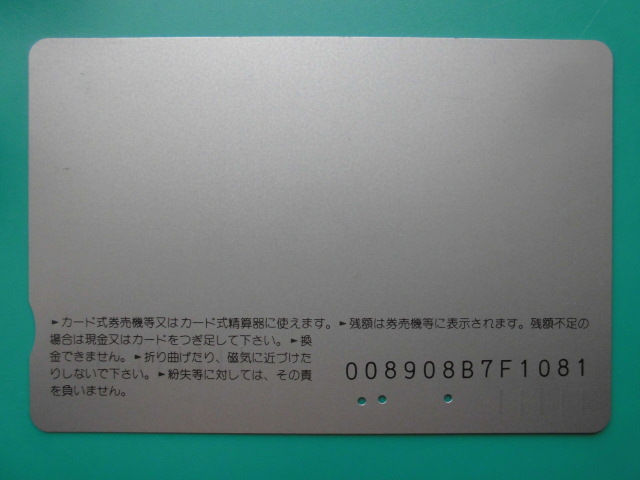 ►カード式券売機等又はカード式精算器に使えます。►残額は券売機等に表示されます。残額不足の
場合は現金又はカードをつぎ足して下さい。►換
金できません。►折り曲げたり、磁気に近づけた
りしないで下さい。►紛失等に対しては、その責
を負いません。
008908B7F1081